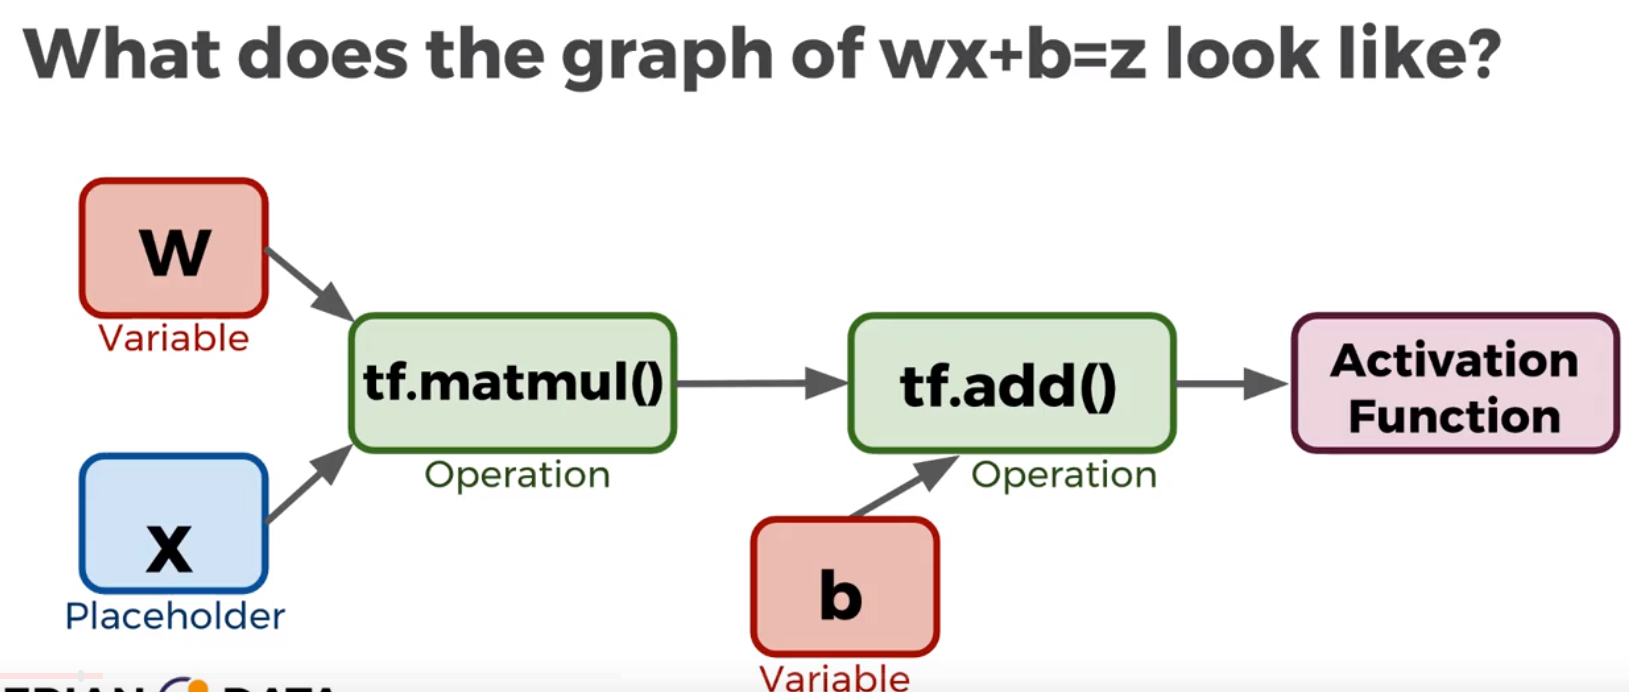 What does the graph of wx+b=z look like?
W
Variable
tf.matmul()
Operation
tf.add()
Operation
Activation
Function
x
Placeholder
b
Variable
DATA